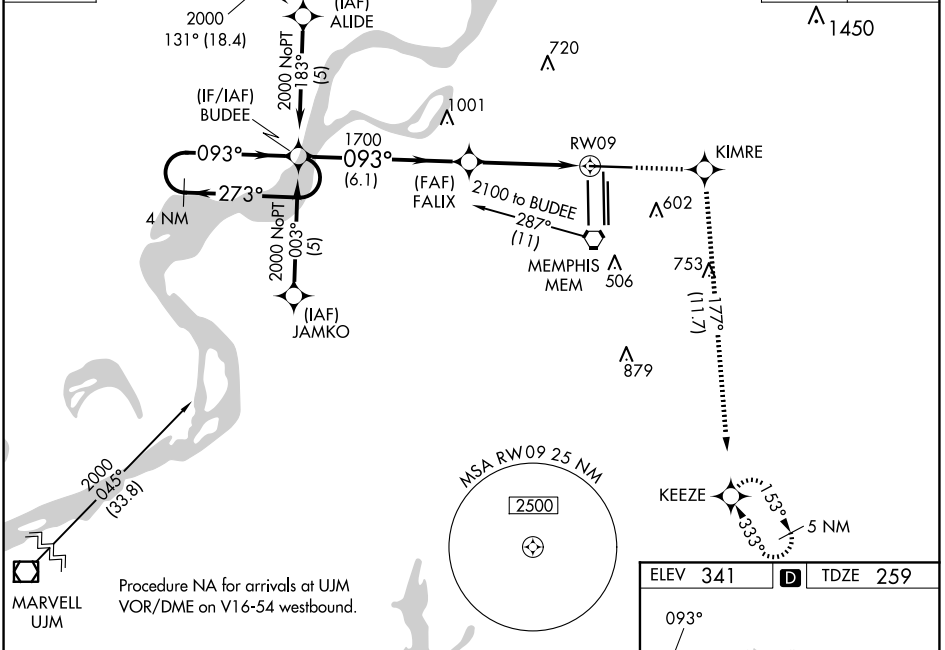 (IAF)
ALIDE
2000
131° (18.4)
1450
2000 NoPT
183°
(5)
720
(IF/IAF)
BUDEE
1001
093°
1700
093°
(6.1)
RW09
KIMRE
(FAF)
FALIX
273°
4 NM
2100 to BUDEE
287°
(11)
602
2000 NoPT
003°
(5)
MEMPHIS
MEM
506
753
177°
(11.7)
(IAF)
JAMKO
879
2000
045°
(33.8)
MSA RW09 25 NM
2500
KEEZE
153°
333°
5 NM
MARVELL
UJM
Procedure NA for arrivals at UJM
VOR/DME on V16-54 westbound.
ELEV 341 D TDZE 259
093°